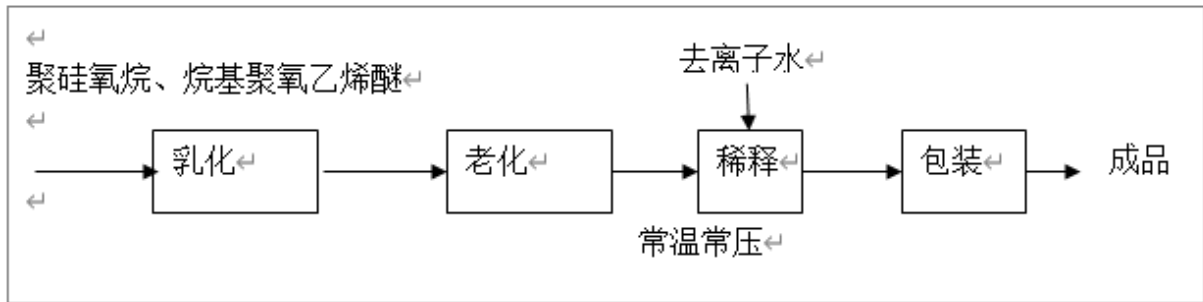 聚硅氧烷、烷基聚氧乙烯醚
去离子水
乳化
老化
稀释
包装
成品
常温常压